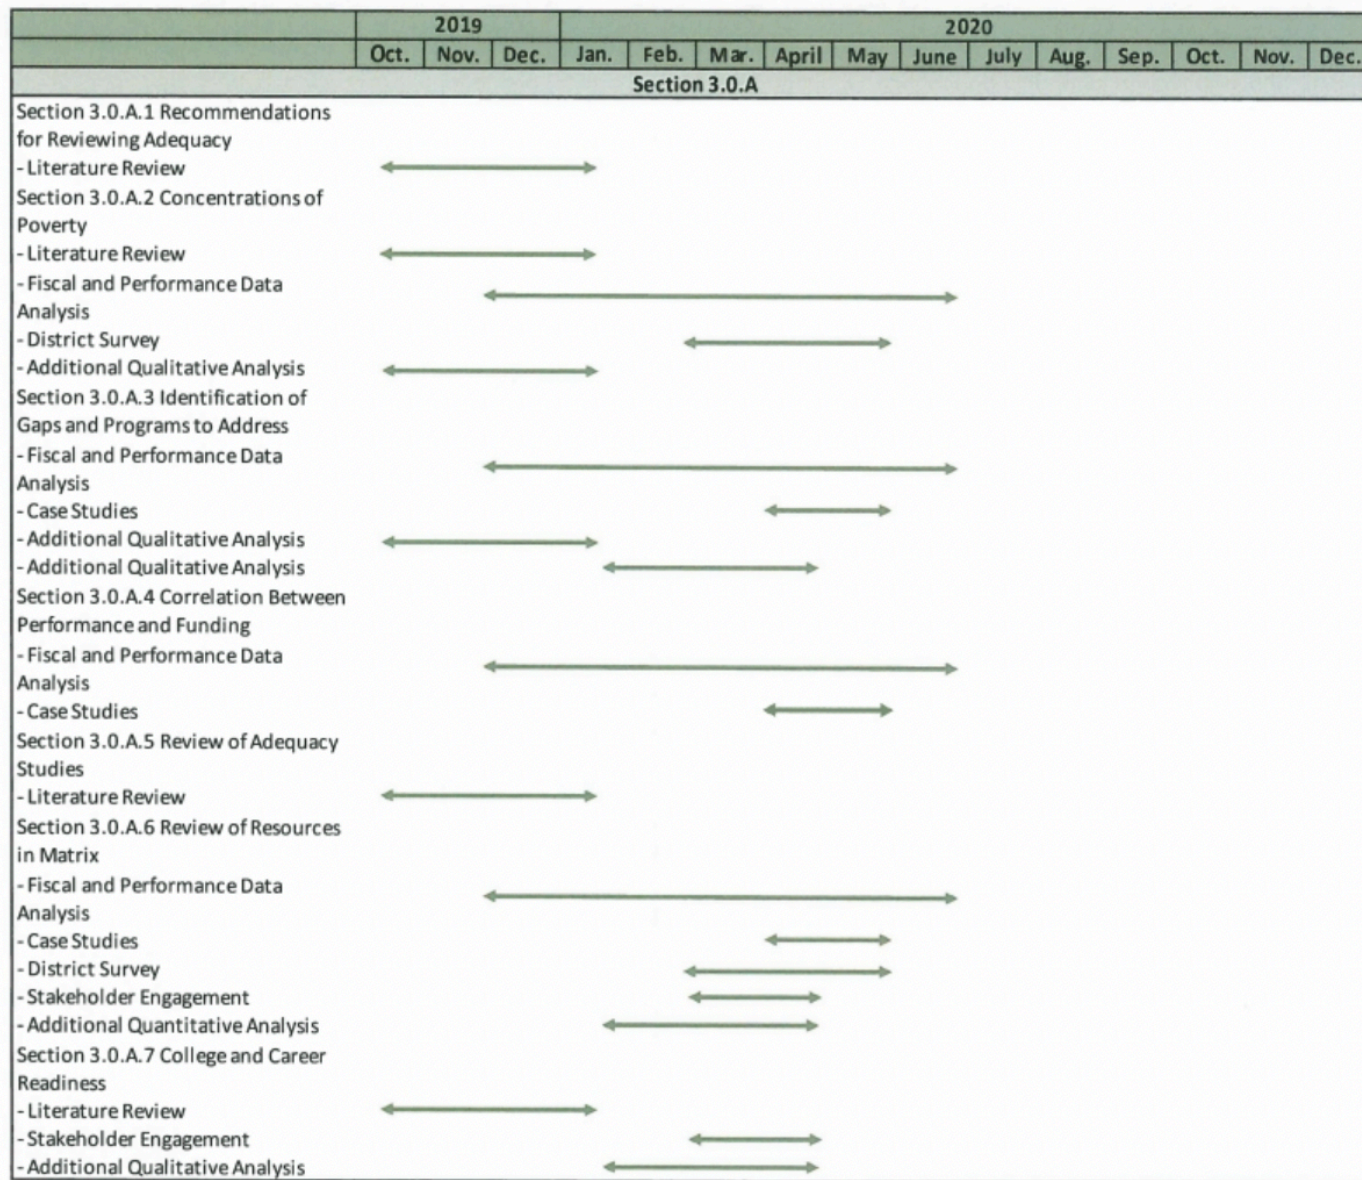 2019 2020
Oct. Nov. Dec. Jan. Feb. Mar. April May June July Aug. Sep. Oct. Nov. Dec.
Section 3.0.A
Section 3.0.A.1 Recommendations
for Reviewing Adequacy
- Literature Review
Section 3.0.A.2 Concentrations of
Poverty
- Literature Review
- Fiscal and Performance Data
Analysis
- District Survey
- Additional Qualitative Analysis
Section 3.0.A.3 Identification of
Gaps and Programs to Address
- Fiscal and Performance Data
Analysis
- Case Studies
- Additional Qualitative Analysis
- Additional Qualitative Analysis
Section 3.0.A.4 Correlation Between
Performance and Funding
- Fiscal and Performance Data
Analysis
- Case Studies
Section 3.0.A.5 Review of Adequacy
Studies
- Literature Review
Section 3.0.A.6 Review of Resources
in Matrix
- Fiscal and Performance Data
Analysis
- Case Studies
- District Survey
- Stakeholder Engagement
- Additional Quantitative Analysis
Section 3.0.A.7 College and Career
Readiness
- Literature Review
- Stakeholder Engagement
- Additional Qualitative Analysis